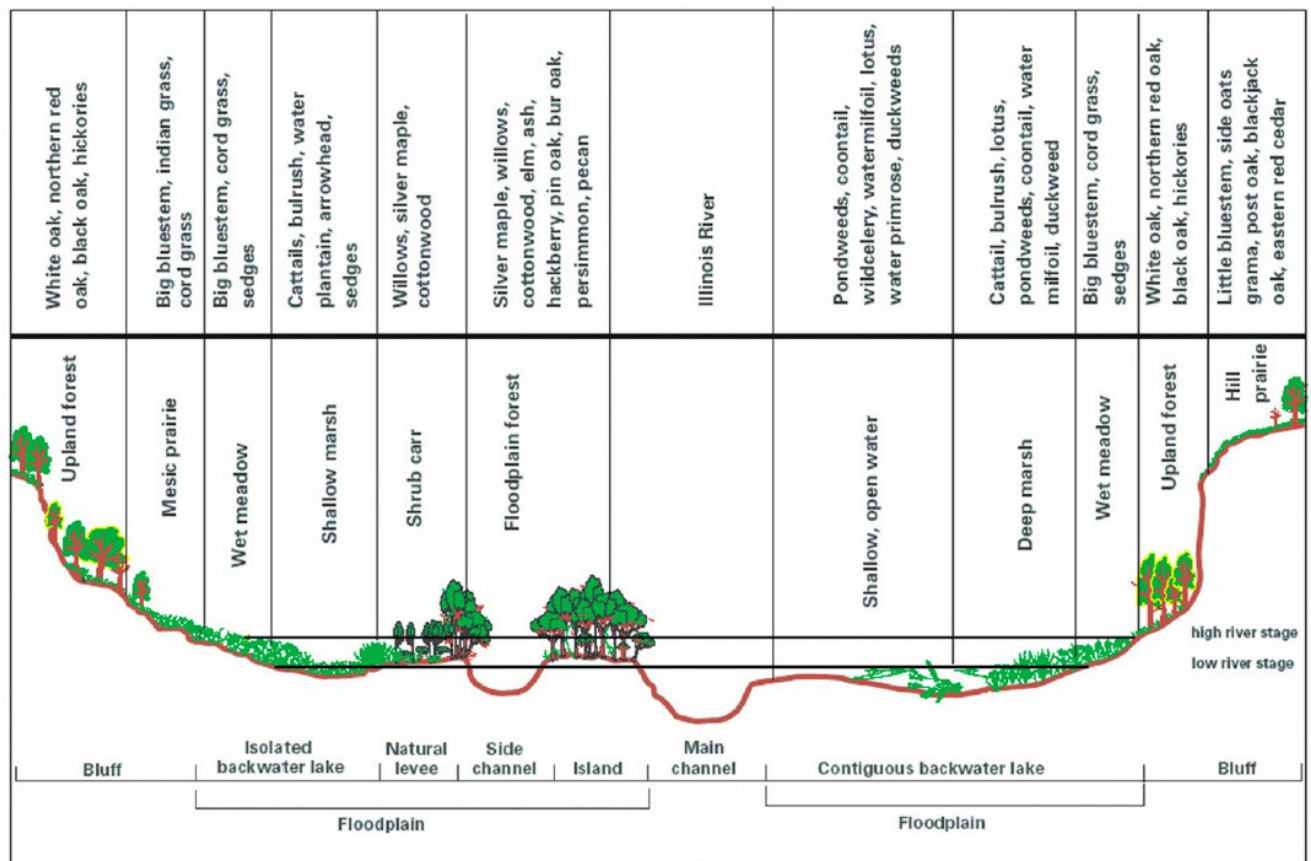 White oak, northern red
oak, black oak, hickories
Big bluestem, indian grass,
cord grass
Big bluestem, cord grass,
sedges
Cattails, bulrush, water
plantain, arrowhead,
sedges
Willows, silver maple,
cottonwood
Silver maple, willows,
cottonwood, elm, ash,
hackberry, pin oak, bur oak,
persimmon, pecan
Illinois River
Pondweeds, coontail,
wildcelery, watermilfoil, lotus,
water primrose, duckweeds
Cattail, bulrush, lotus,
pondweeds, coontail, water
milfoil, duckweed
Big bluestem, cord grass,
sedges
White oak, northern red oak,
black oak, hickories
Little bluestem, side oats
grama, post oak, blackjack
oak, eastern red cedar
Upland forest
Mesic prairie
Wet meadow
Shallow marsh
Shrub carr
Floodplain forest
Shallow, open water
Deep marsh
Wet meadow
Upland forest
Hill
prairie
high river stage
low river stage
Bluff
Isolated
backwater lake
Natural
levee
Side
channel
Island
Main
channel
Contiguous backwater lake
Bluff
Floodplain
Floodplain